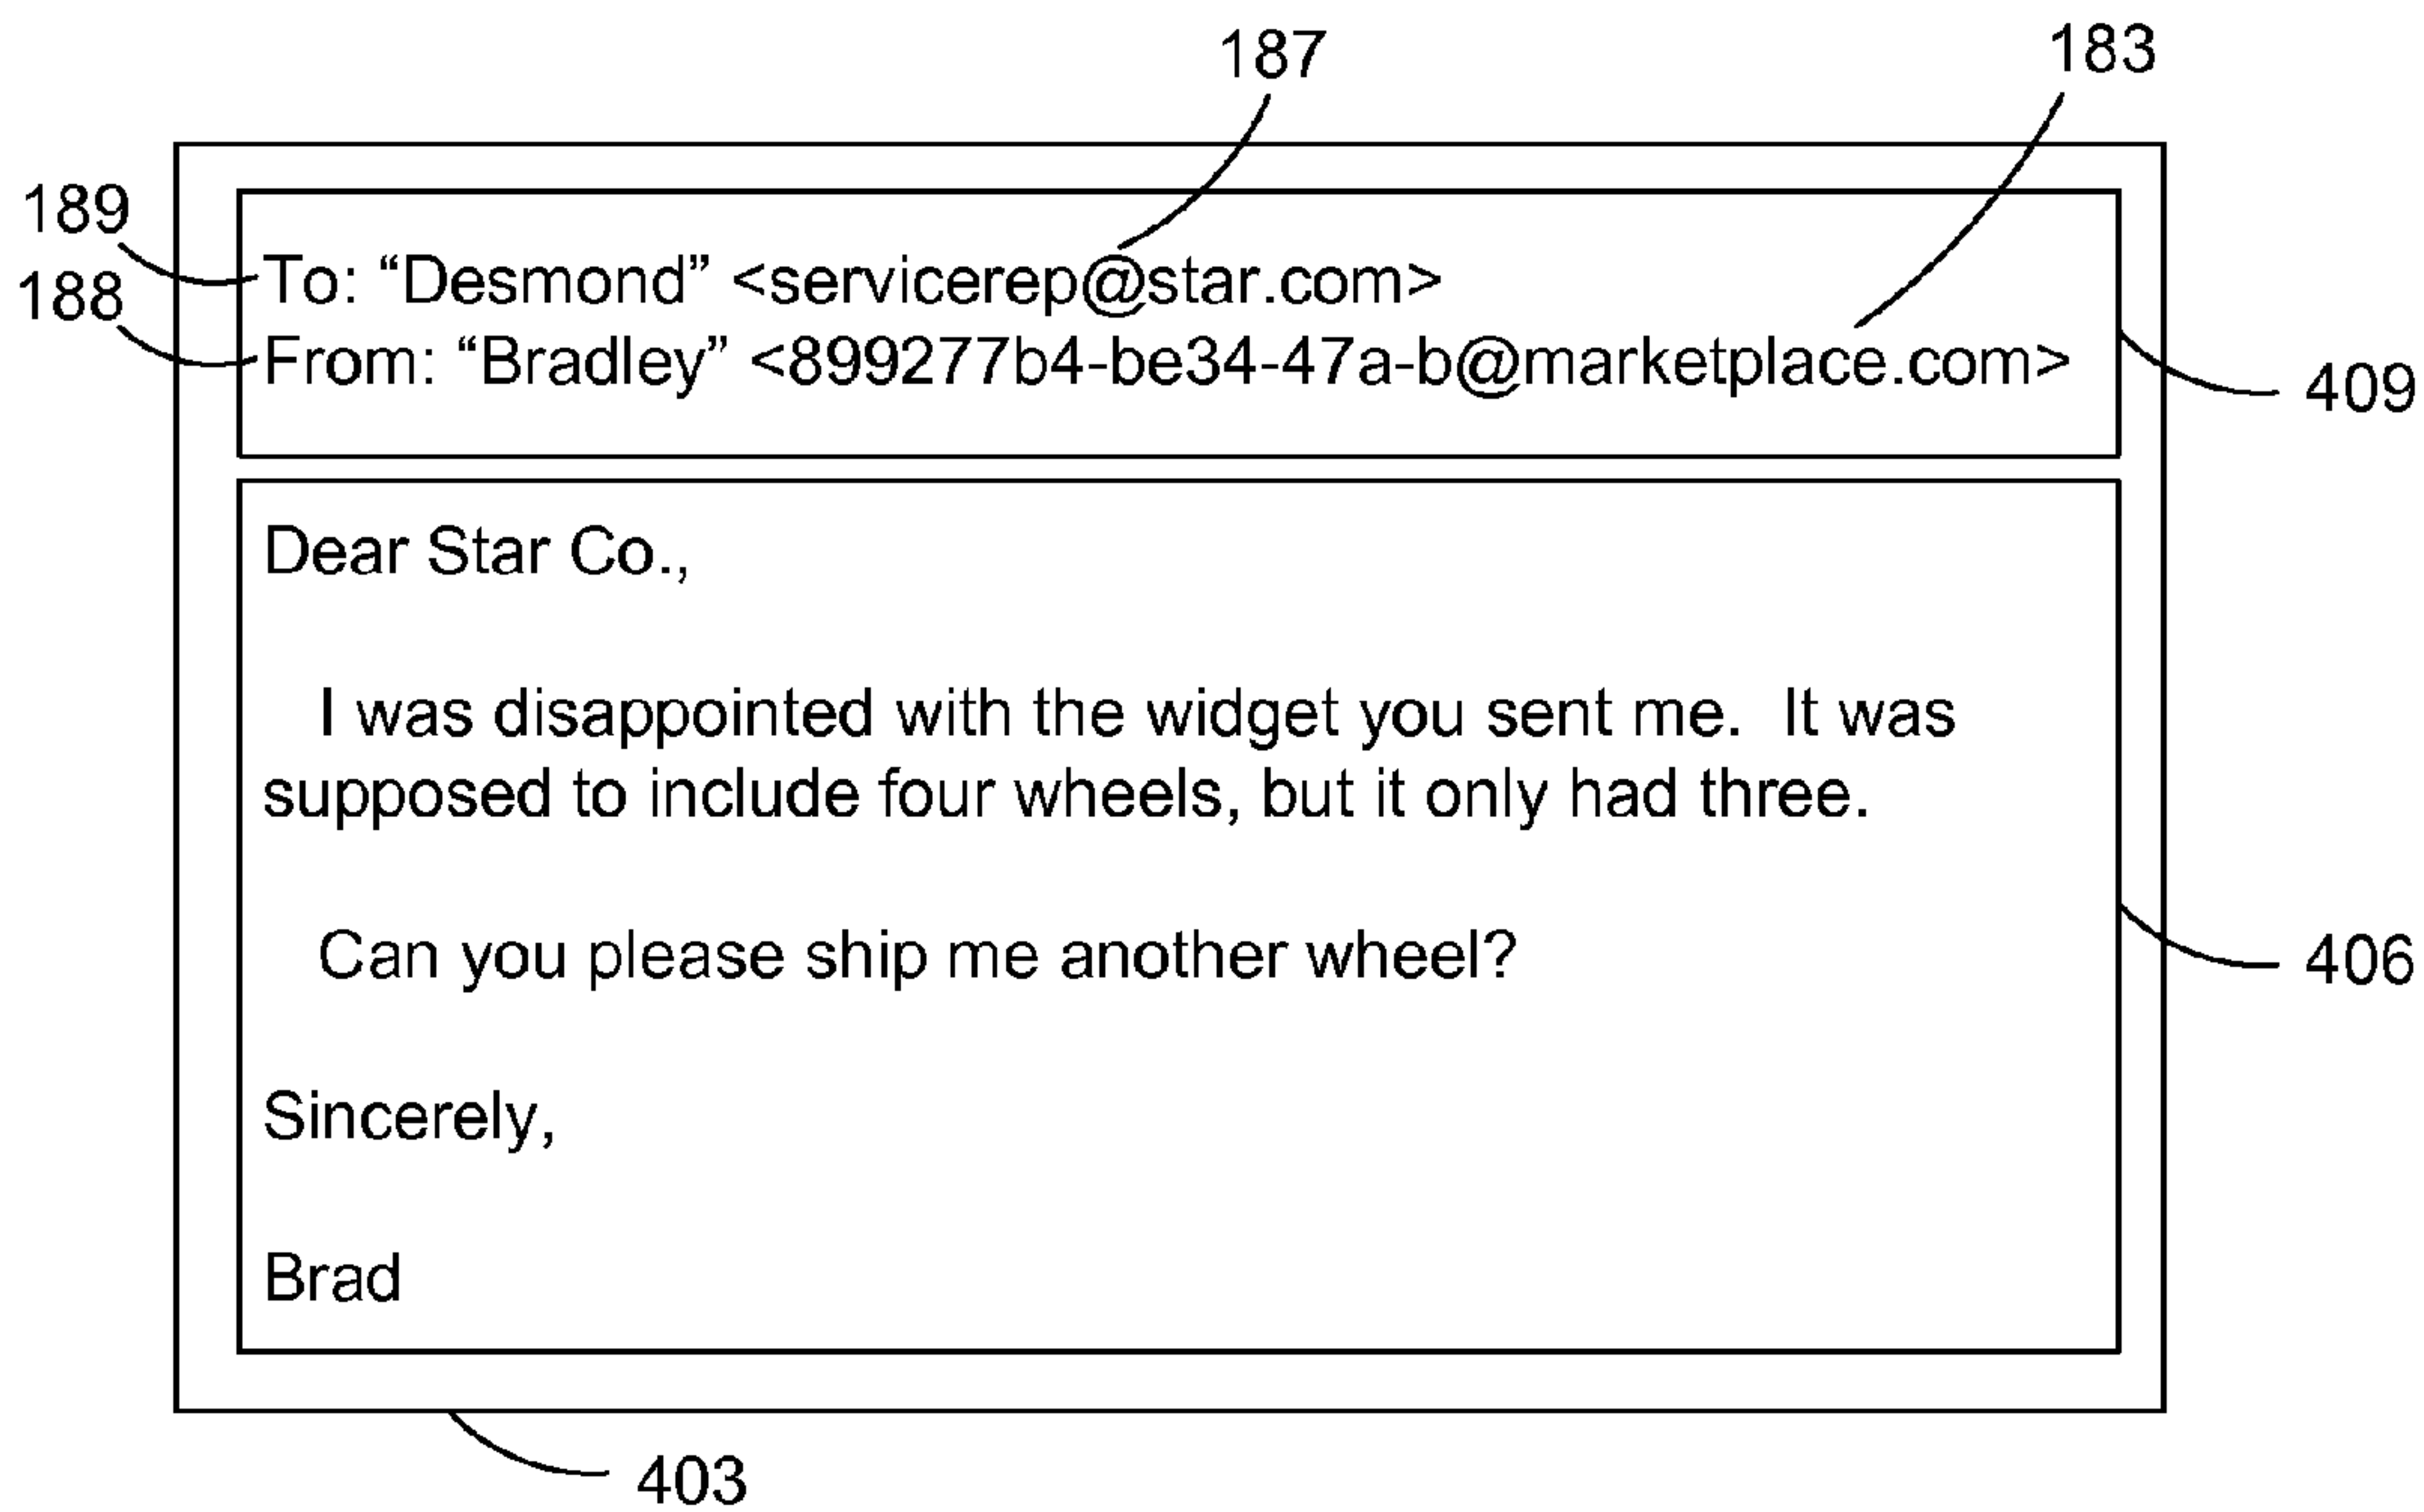 187
183
189
To: “Desmond” <servicerep@star.com>
188
From: “Bradley” <899277b4-be34-47a-b@marketplace.com>
409
Dear Star Co.,
I was disappointed with the widget you sent me. It was
supposed to include four wheels, but it only had three.
Can you please ship me another wheel?
406
Sincerely,
Brad
403